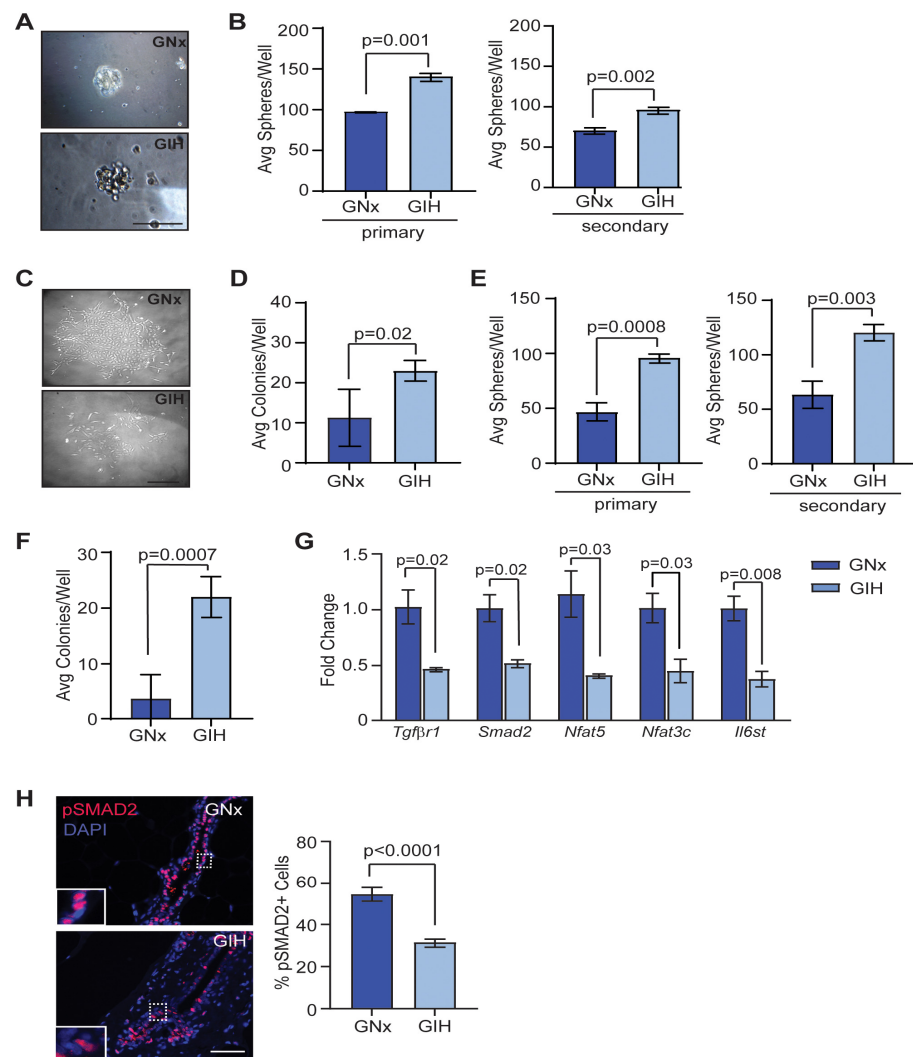 A
GNx
GIH
B
p=0.001
Avg Spheres/Well
200
150
100
50
0
GNx GIH
primary
p=0.002
Avg Spheres/Well
200
150
100
50
0
GNx GIH
secondary
C
GNx
GIH
D
p=0.02
Avg Colonies/Well
40
30
20
10
0
GNx GIH
E
p=0.0008
Avg Spheres/Well
150
100
50
0
GNx GIH
primary
p=0.003
Avg Spheres/Well
150
100
50
0
GNx GIH
secondary
F
p=0.0007
Avg Colonies/Well
30
20
10
0
GNx GIH
G
p=0.02 p=0.02 p=0.03 p=0.03 p=0.008
Fold Change
1.5
1.0
0.5
0
Tgfβr1 Smad2 Nfat5 Nfat3c Il6st
GNx
GIH
H
pSMAD2
DAPI
GNx
GIH
p<0.0001
% pSMAD2+ Cells
80
60
40
20
0
GNx GIH